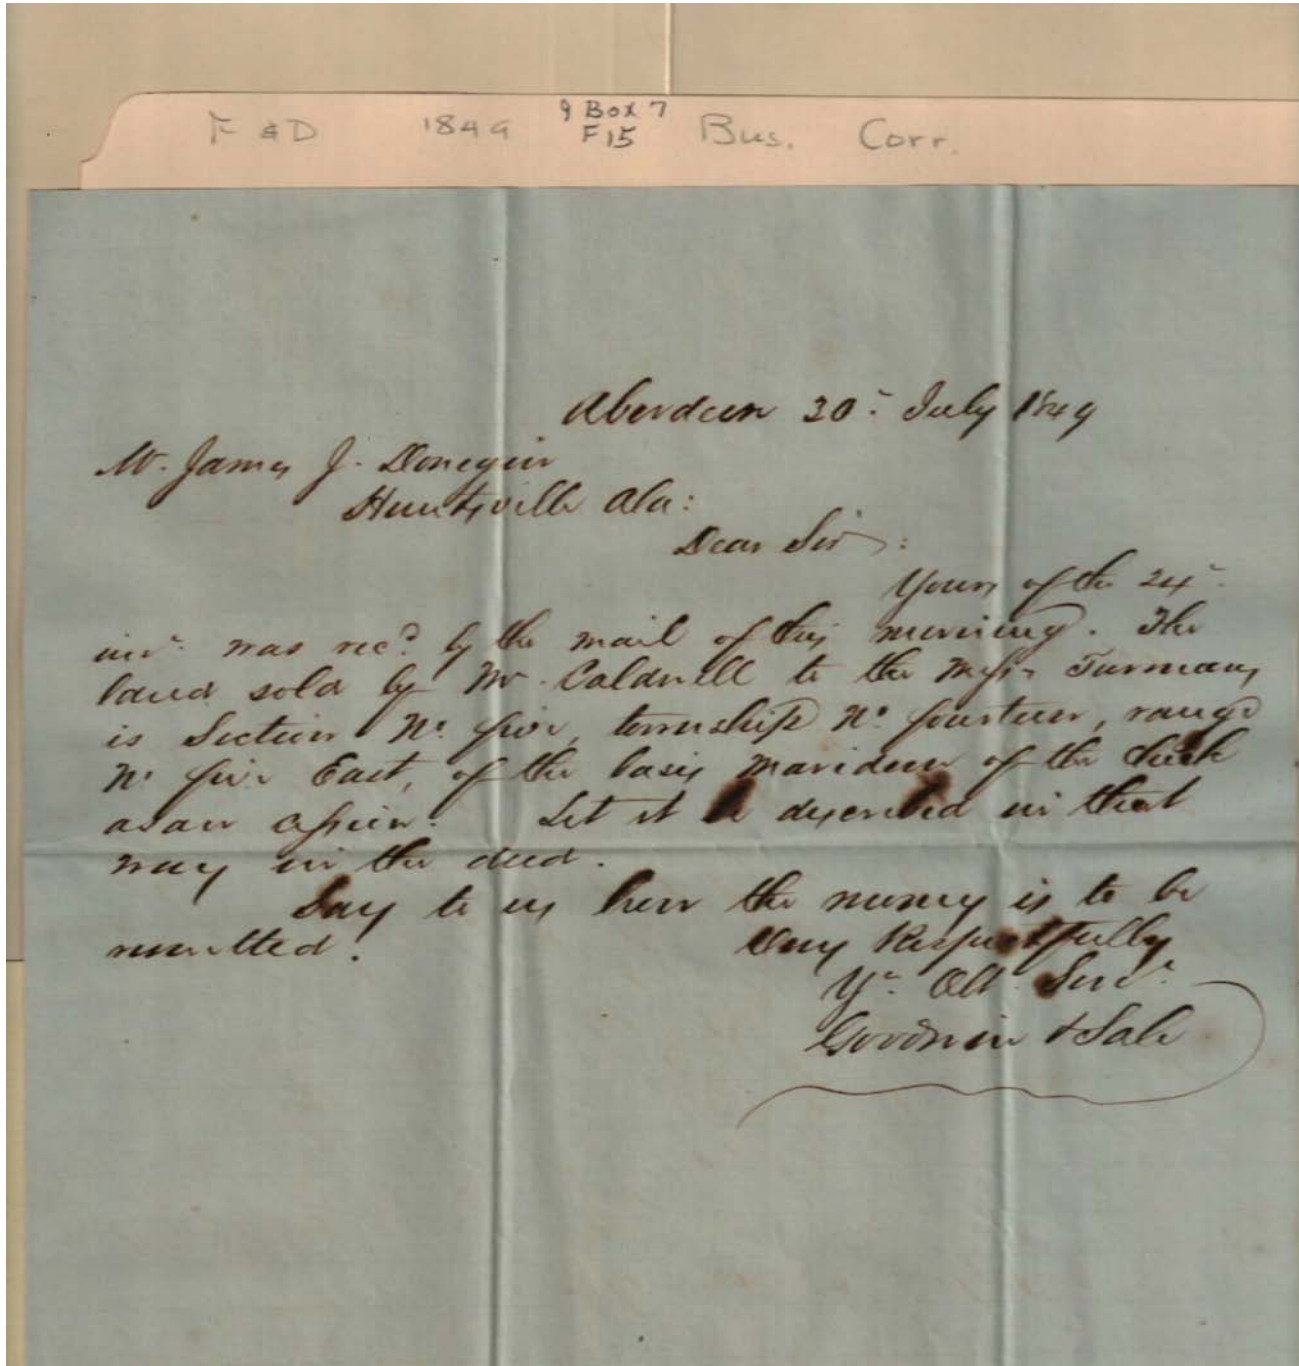 F & D 1849 9 Box 7 F15 Bus. Corr.
Aberdeen 30th July 1849
Mr. James J. Donegan
Huntsville Ala:
Dear Sir:
Yours of the 24th
inst. was recd by the mail of this morning. The
land sold by Mr. Caldwell to the Messrs
is Section No. five, township No. fourteen, range
No. five East, of the basis maridean of the Chick
asaw cession. Let it be described in that
way in the deed.
Say to us how the money is to be
remitted.
Very Respectfully
Yr. Obt. Servt.
Goodwin & Sale